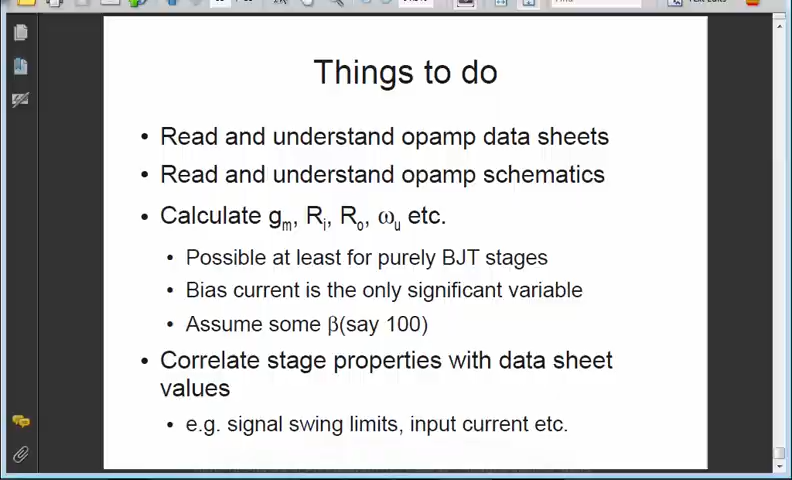 Things to do
• Read and understand opamp data sheets
• Read and understand opamp schematics
• Calculate gm, Ri, Ro, ωu etc.
• Possible at least for purely BJT stages
• Bias current is the only significant variable
• Assume some β(say 100)
• Correlate stage properties with data sheet
values
• e.g. signal swing limits, input current etc.